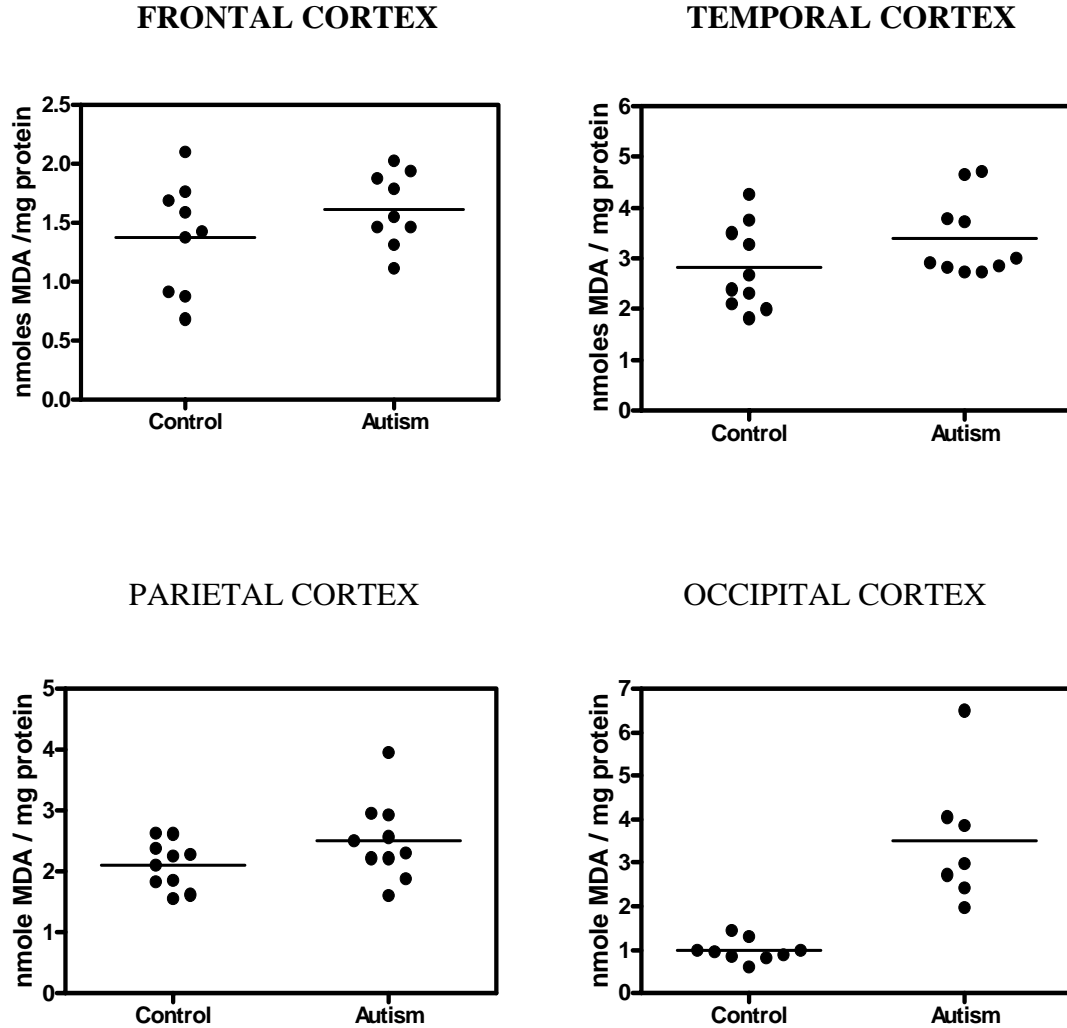 FRONTAL CORTEX
nmoles MDA /mg protein
2.5
2.0
1.5
1.0
0.5
0.0
Control Autism
TEMPORAL CORTEX
nmoles MDA / mg protein
6
5
4
3
2
1
0
Control Autism
PARIETAL CORTEX
nmole MDA / mg protein
5
4
3
2
1
0
Control Autism
OCCIPITAL CORTEX
nmole MDA / mg protein
7
6
5
4
3
2
1
0
Control Autism